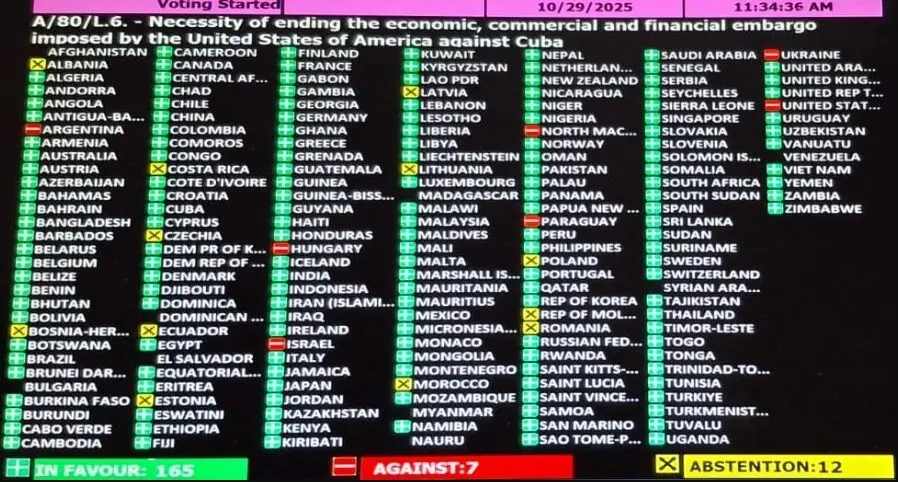 Voting Started
10/29/2025
11:34:36 AM
A/80/L.6. - Necessity of ending the economic, commercial and financial embargo
imposed by the United States of America against Cuba
AFGHANISTAN
ALBANIA
ALGERIA
ANDORRA
ANGOLA
ANTIGUA-BA...
ARGENTINA
ARMENIA
AUSTRALIA
AUSTRIA
AZERBAIJAN
BAHAMAS
BAHRAIN
BANGLADESH
BARBADOS
BELARUS
BELGIUM
BELIZE
BENIN
BHUTAN
BOLIVIA
BOSNIA-HER...
BOTSWANA
BRAZIL
BRUNEI DAR...
BULGARIA
BURKINA FASO
BURUNDI
CABO VERDE
CAMBODIA
CAMEROON
CANADA
CENTRAL AF...
CHAD
CHILE
CHINA
COLOMBIA
COMOROS
CONGO
COSTA RICA
COTE D'IVOIRE
CROATIA
CUBA
CYPRUS
CZECHIA
DEM PR OF K...
DEM REP OF ...
DENMARK
DJIBOUTI
DOMINICA
DOMINICAN ...
ECUADOR
EGYPT
EL SALVADOR
EQUATORIAL...
ERITREA
ESTONIA
ESWATINI
ETHIOPIA
FIJI
FINLAND
FRANCE
GABON
GAMBIA
GEORGIA
GERMANY
GHANA
GREECE
GRENADA
GUATEMALA
GUINEA
GUINEA-BISS...
GUYANA
HAITI
HONDURAS
HUNGARY
ICELAND
INDIA
INDONESIA
IRAN (ISLAMI...
IRAQ
IRELAND
ISRAEL
ITALY
JAMAICA
JAPAN
JORDAN
KAZAKHSTAN
KENYA
KIRIBATI
KUWAIT
KYRGYZSTAN
LAO PDR
LATVIA
LEBANON
LESOTHO
LIBERIA
LIBYA
LIECHTENSTEIN
LITHUANIA
LUXEMBOURG
MADAGASCAR
MALAWI
MALAYSIA
MALDIVES
MALI
MALTA
MARSHALL IS...
MAURITANIA
MAURITIUS
MEXICO
MICRONESIA...
MONACO
MONGOLIA
MONTENEGRO
MOROCCO
MOZAMBIQUE
MYANMAR
NAMIBIA
NAURU
NEPAL
NETHERLAN...
NEW ZEALAND
NICARAGUA
NIGER
NIGERIA
NORTH MAC...
NORWAY
OMAN
PAKISTAN
PALAU
PANAMA
PAPUA NEW ...
PARAGUAY
PERU
PHILIPPINES
POLAND
PORTUGAL
QATAR
REP OF KOREA
REP OF MOL...
ROMANIA
RUSSIAN FED...
RWANDA
SAINT KITTS-...
SAINT LUCIA
SAINT VINCE...
SAMOA
SAN MARINO
SAO TOME-P...
SAUDI ARABIA
SENEGAL
SERBIA
SEYCHELLES
SIERRA LEONE
SINGAPORE
SLOVAKIA
SLOVENIA
SOLOMON IS...
SOMALIA
SOUTH AFRICA
SOUTH SUDAN
SPAIN
SRI LANKA
SUDAN
SURINAME
SWEDEN
SWITZERLAND
SYRIAN ARA...
TAJIKISTAN
THAILAND
TIMOR-LESTE
TOGO
TONGA
TRINIDAD-TO...
TUNISIA
TURKIYE
TURKMENIST...
TUVALU
UGANDA
UKRAINE
UNITED ARA...
UNITED KING...
UNITED REP T...
UNITED STAT...
URUGUAY
UZBEKISTAN
VANUATU
VENEZUELA
VIET NAM
YEMEN
ZAMBIA
ZIMBABWE
IN FAVOUR: 165
AGAINST:7
ABSTENTION:12